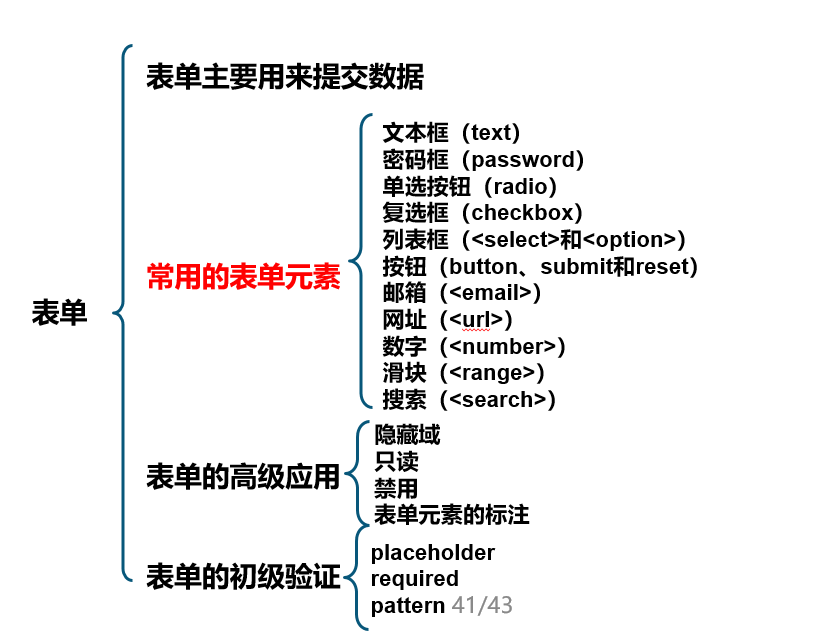 表单
表单主要用来提交数据
常用的表单元素
文本框（text）
密码框（password）
单选按钮（radio）
复选框（checkbox）
列表框（<select>和<option>）
按钮（button、submit和reset）
邮箱（<email>）
网址（<url>）
数字（<number>）
滑块（<range>）
搜索（<search>）
表单的高级应用
隐藏域
只读
禁用
表单元素的标注
表单的初级验证
placeholder
required
pattern 41/43